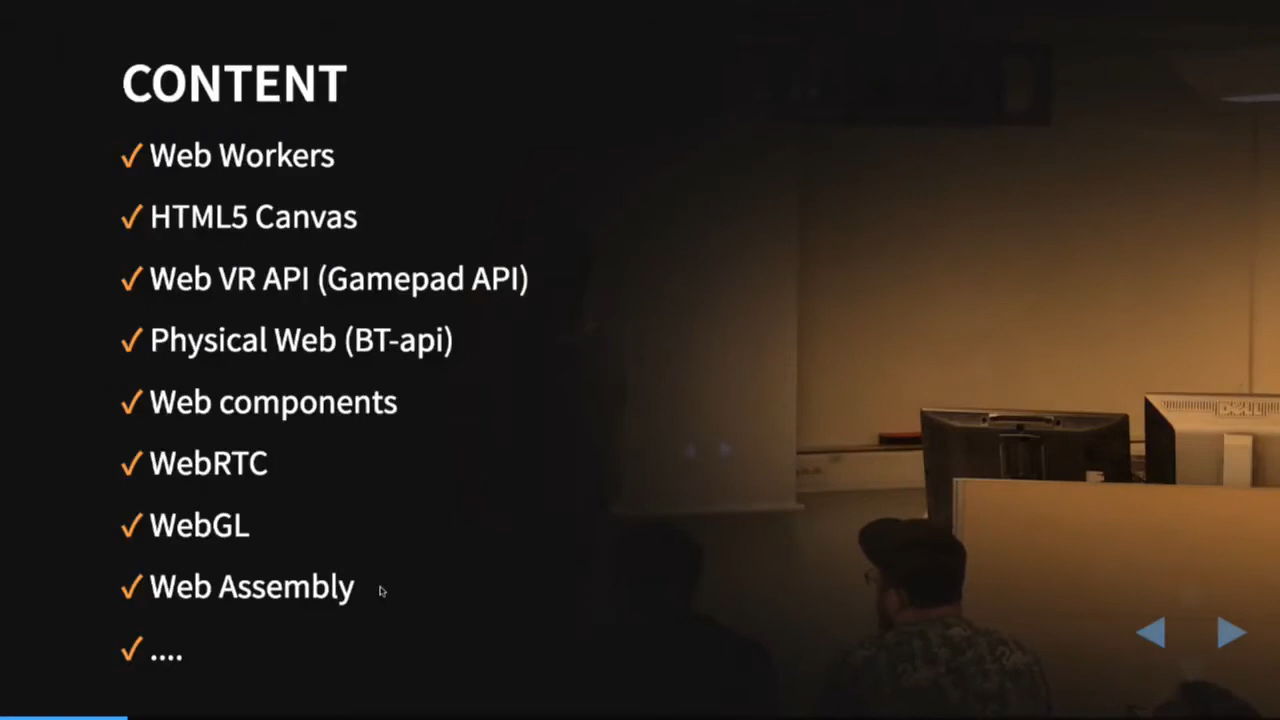 CONTENT
✓ Web Workers
✓ HTML5 Canvas
✓ Web VR API (Gamepad API)
✓ Physical Web (BT-api)
✓ Web components
✓ WebRTC
✓ WebGL
✓ Web Assembly
✓ ....
DELL